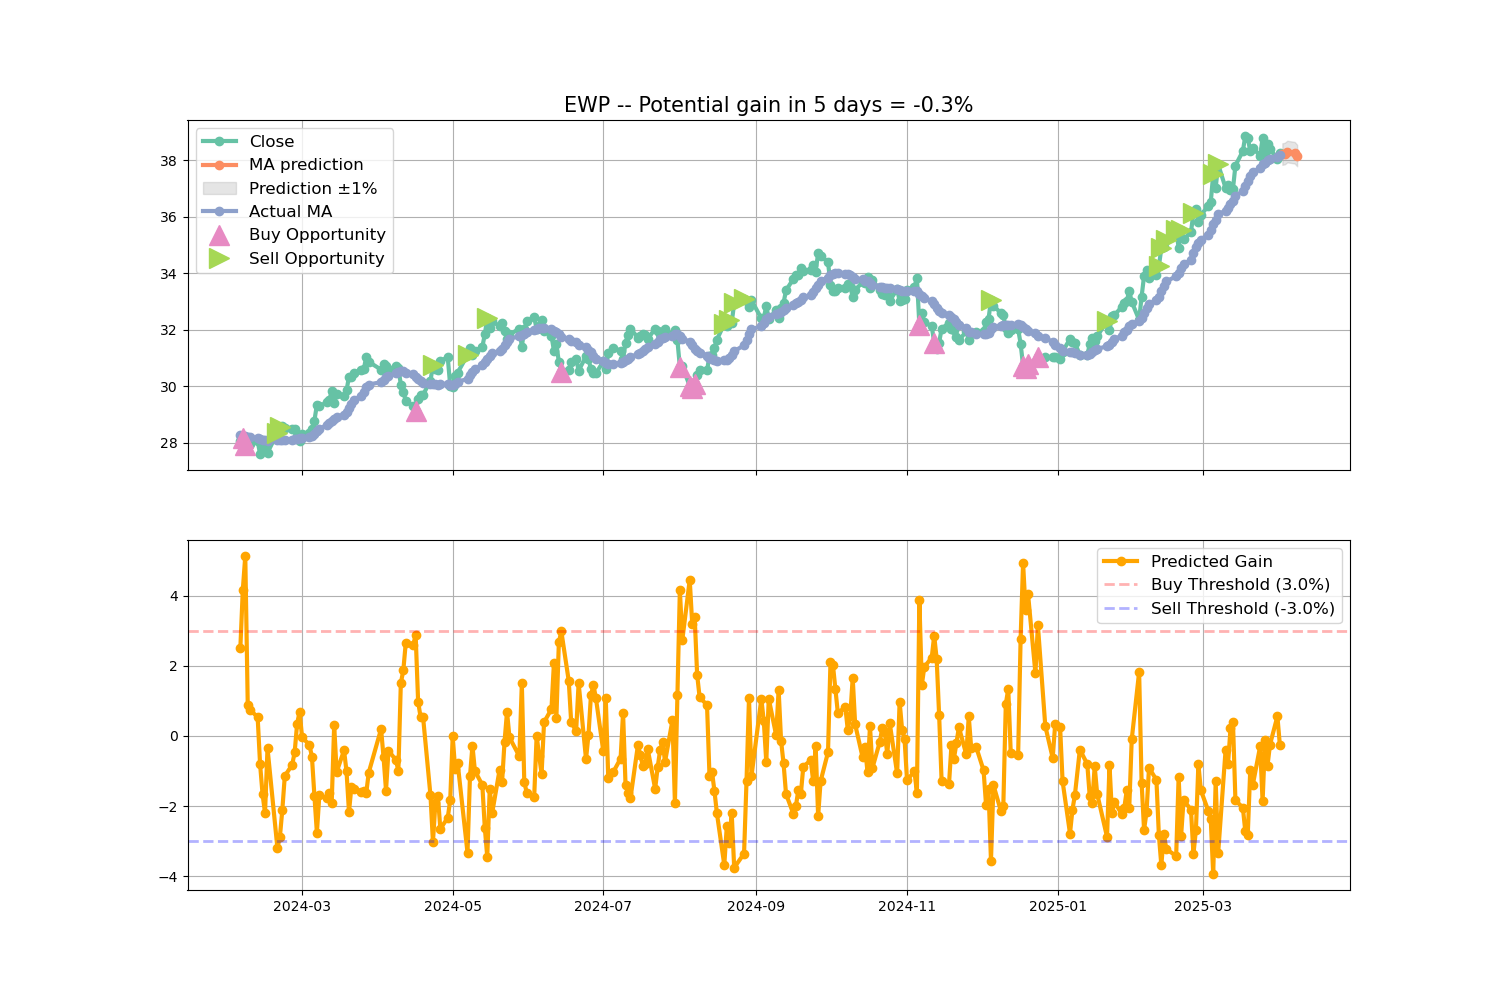 EWP -- Potential gain in 5 days = -0.3%
Close
MA prediction
Prediction ±1%
Actual MA
Buy Opportunity
Sell Opportunity
38
36
34
32
30
28
Predicted Gain
Buy Threshold (3.0%)
Sell Threshold (-3.0%)
4
2
0
−2
−4
2024-03 2024-05 2024-07 2024-09 2024-11 2025-01 2025-03